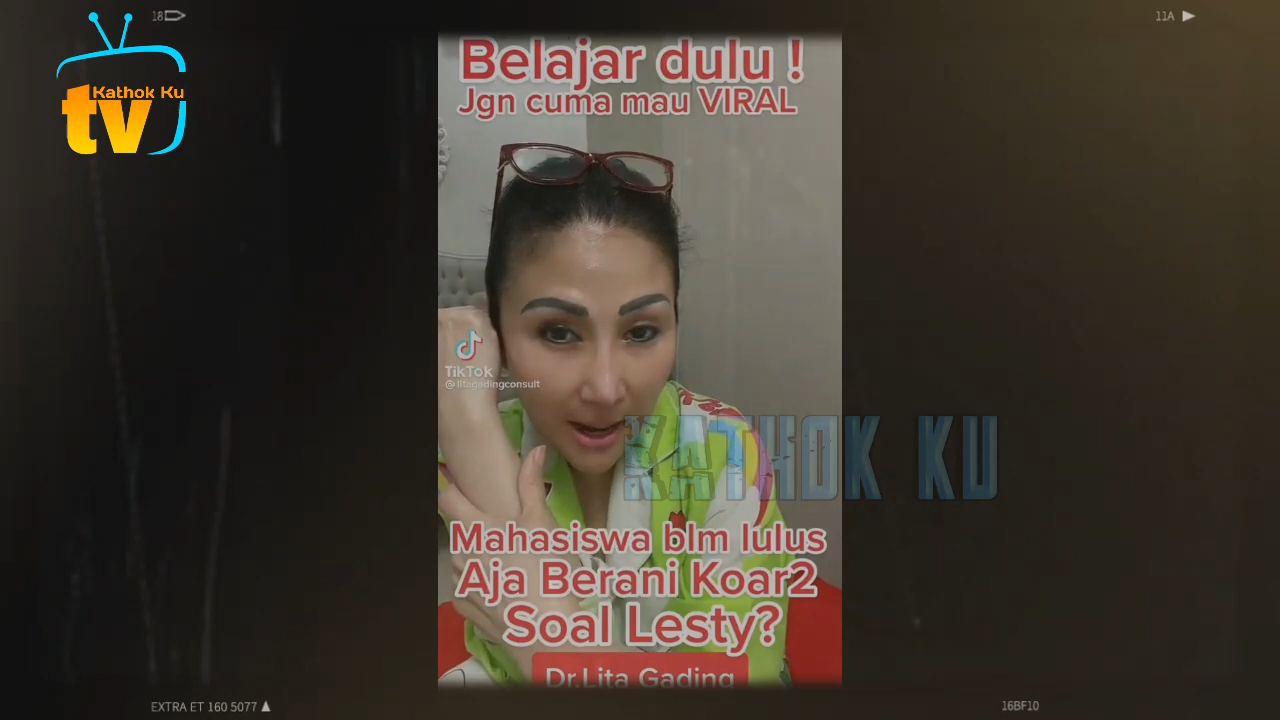 18
11A
Kathok Ku
tv
Belajar dulu !
Jgn cuma mau VIRAL
TikTok
@litagadingconsult
KATHOK KU
Mahasiswa blm lulus
Aja Berani Koar2
Soal Lesty?
Dr.Lita Gading
EXTRA ET 160 5077
16BF10